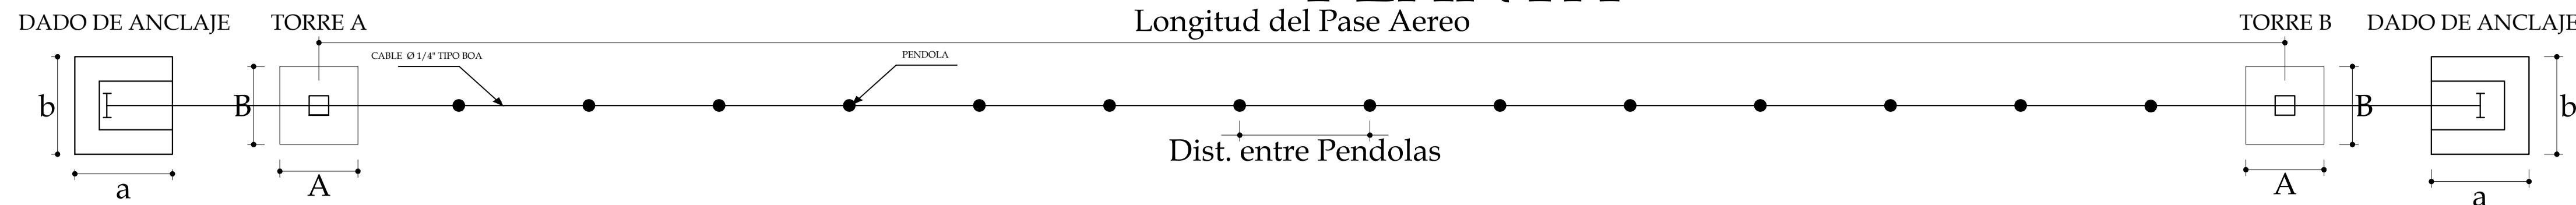 DADO DE ANCLAJE
TORRE A
Longitud del Pase Aereo
TORRE B
DADO DE ANCLAJE
CABLE Ø 1/4" TIPO BOA
PENDOLA
b
B
B
b
Dist. entre Pendolas
a
A
A
a